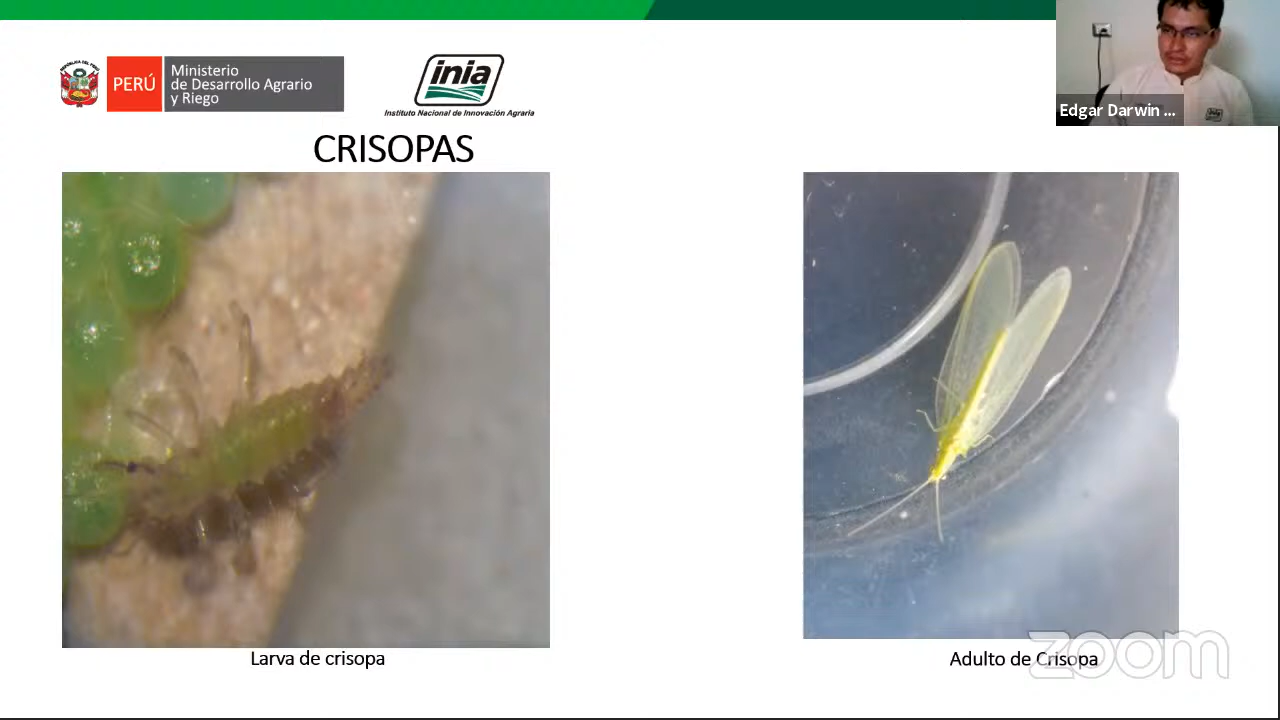 PERÚ
Ministerio
de Desarrollo Agrario
y Riego
inia
Instituto Nacional de Innovación Agraria
Edgar Darwin ...
CRISOPAS
Larva de crisopa
Adulto de Crisopa
zoom